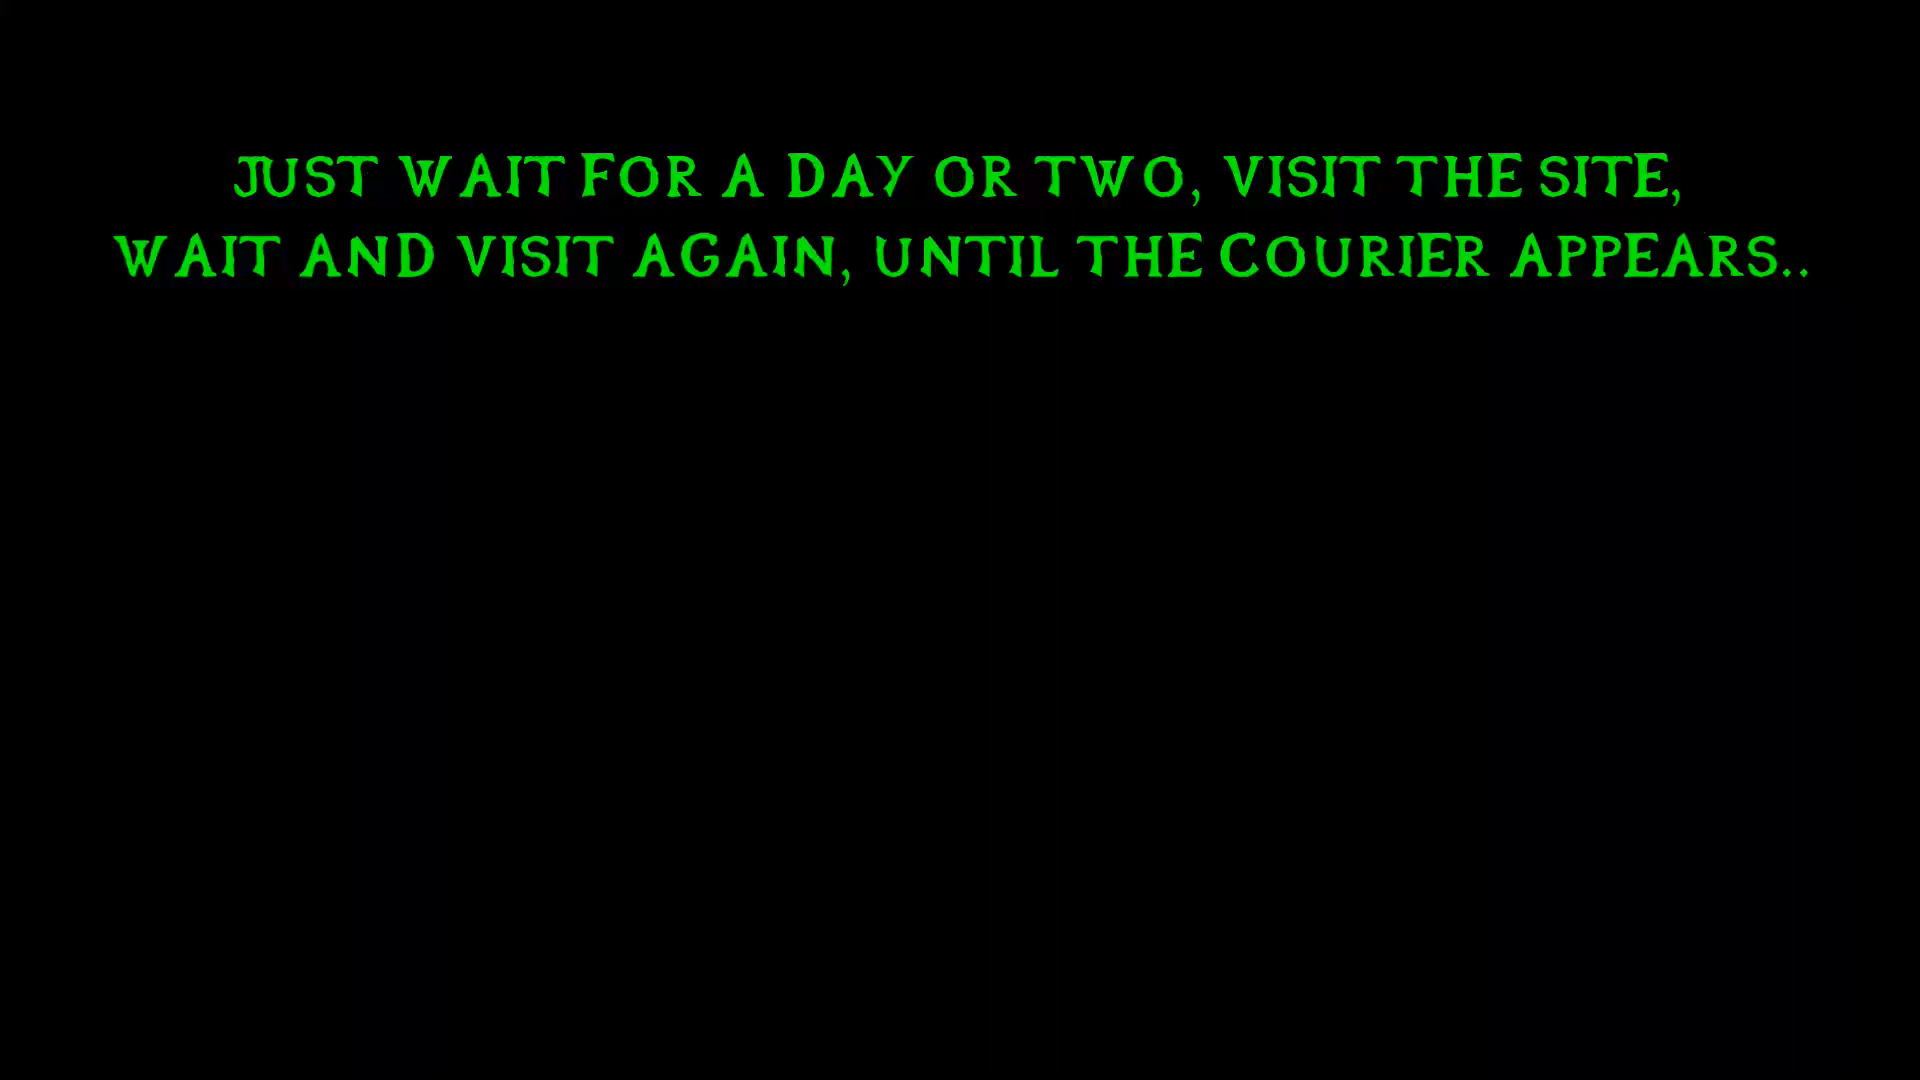 JUST WAIT FOR A DAY OR TWO, VISIT THE SITE,
WAIT AND VISIT AGAIN, UNTIL THE COURIER APPEARS..